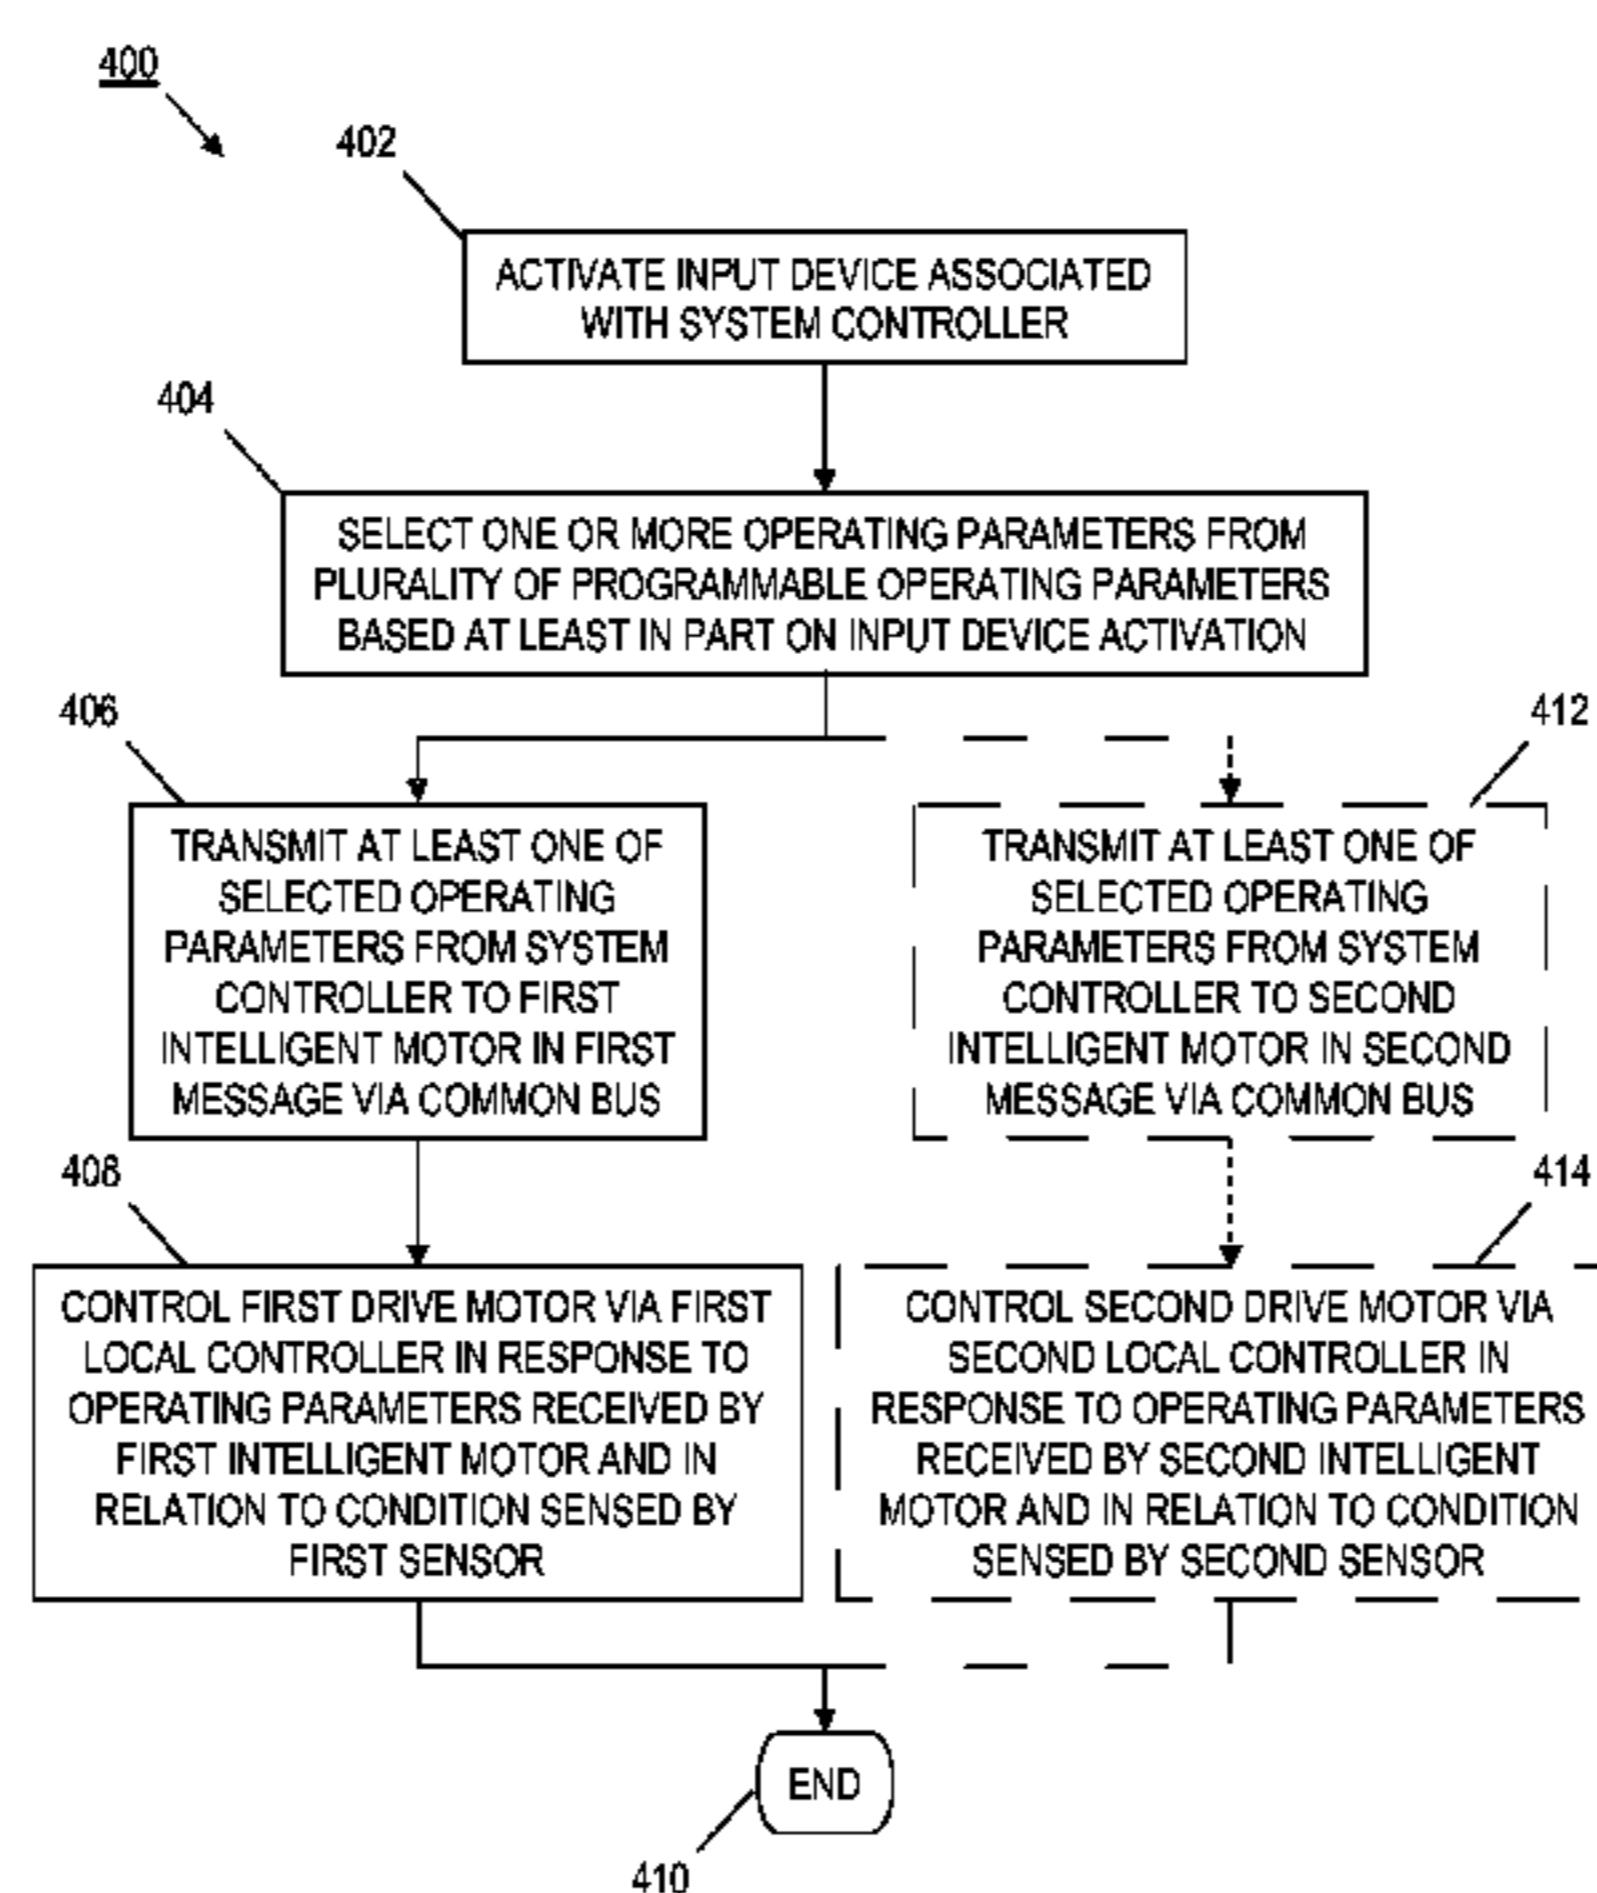 400
402
ACTIVATE INPUT DEVICE ASSOCIATED
WITH SYSTEM CONTROLLER
404
SELECT ONE OR MORE OPERATING PARAMETERS FROM
PLURALITY OF PROGRAMMABLE OPERATING PARAMETERS
BASED AT LEAST IN PART ON INPUT DEVICE ACTIVATION
406
TRANSMIT AT LEAST ONE OF
SELECTED OPERATING
PARAMETERS FROM SYSTEM
CONTROLLER TO FIRST
INTELLIGENT MOTOR IN FIRST
MESSAGE VIA COMMON BUS
412
TRANSMIT AT LEAST ONE OF
SELECTED OPERATING
PARAMETERS FROM SYSTEM
CONTROLLER TO SECOND
INTELLIGENT MOTOR IN SECOND
MESSAGE VIA COMMON BUS
408
CONTROL FIRST DRIVE MOTOR VIA FIRST
LOCAL CONTROLLER IN RESPONSE TO
OPERATING PARAMETERS RECEIVED BY
FIRST INTELLIGENT MOTOR AND IN
RELATION TO CONDITION SENSED BY
FIRST SENSOR
414
CONTROL SECOND DRIVE MOTOR VIA
SECOND LOCAL CONTROLLER IN
RESPONSE TO OPERATING PARAMETERS
RECEIVED BY SECOND INTELLIGENT
MOTOR AND IN RELATION TO CONDITION
SENSED BY SECOND SENSOR
END
410